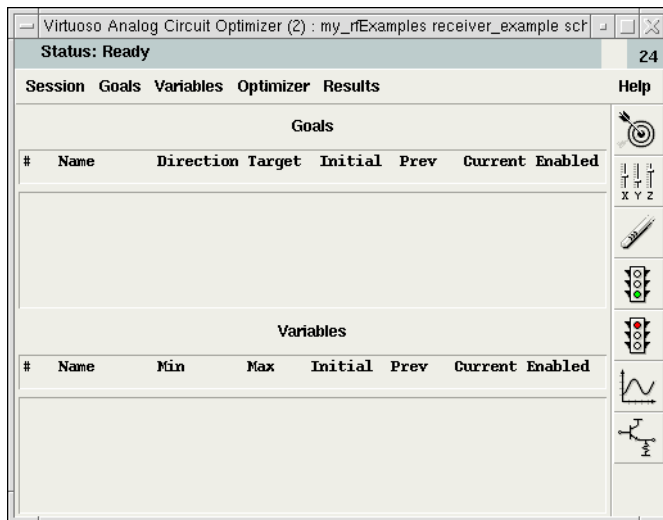 Virtuoso Analog Circuit Optimizer (2) : my_rfExamples receiver_example sch
Status: Ready 24
Session Goals Variables Optimizer Results Help
Goals
# Name Direction Target Initial Prev Current Enabled
X Y Z
Variables
# Name Min Max Initial Prev Current Enabled